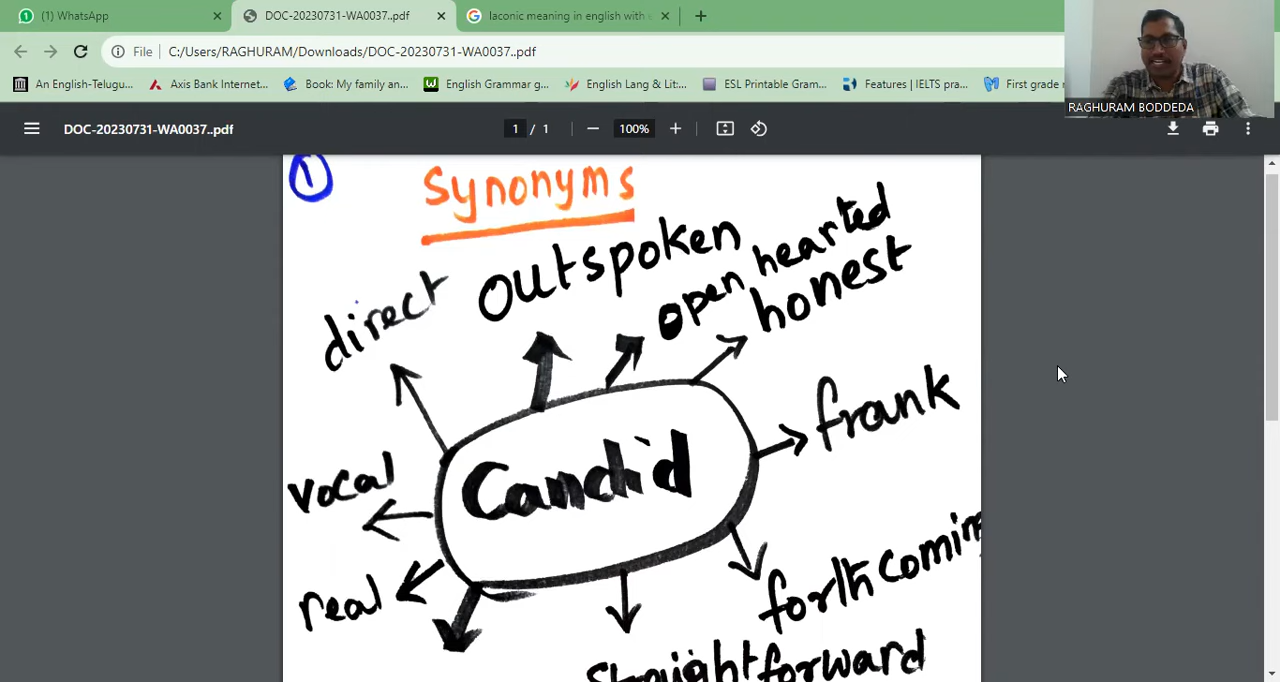 WhatsApp
DOC-20230731-WA0037..pdf
laconic meaning in english with e
File C:/Users/RAGHURAM/Downloads/DOC-20230731-WA0037..pdf
An English-Telugu... Axis Bank Internet... Book: My family an... English Grammar g... English Lang & Lit:... ESL Printable Gram... Features | IELTS pra... First grade
RAGHURAM BODDEDA
DOC-20230731-WA0037..pdf 1 / 1 100%
1
Synonyms
direct
outspoken
open hearted
honest
Candid
frank
vocal
real
forthcoming
straightforward